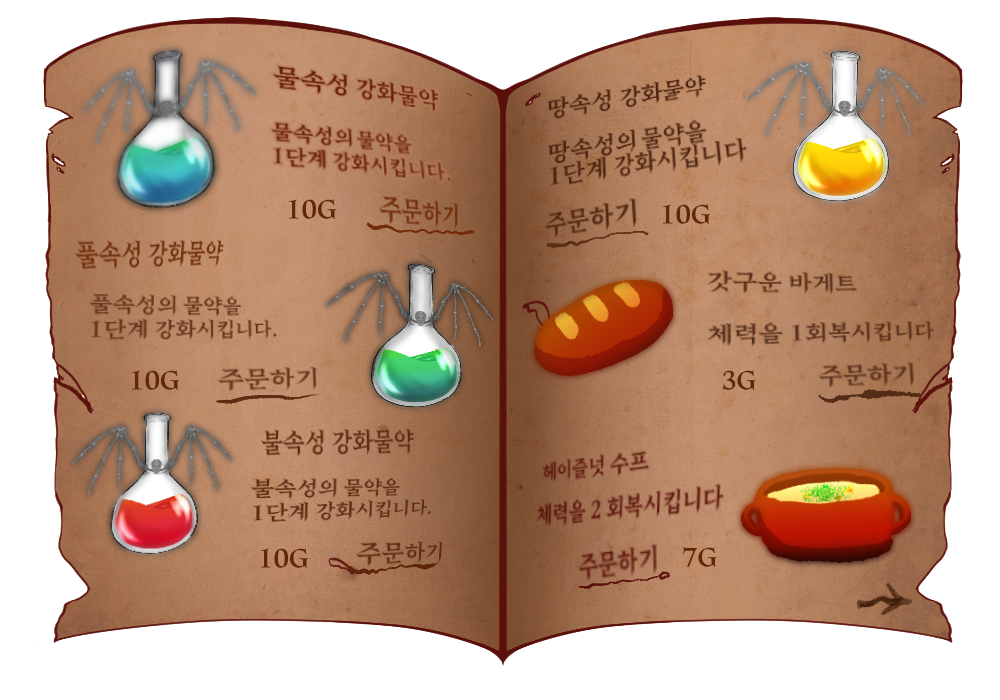 물속성 강화물약
물속성의 물약을
1단계 강화시킵니다.
10G 주문하기
풀속성 강화물약
풀속성의 물약을
1단계 강화시킵니다.
10G 주문하기
불속성 강화물약
불속성의 물약을
1단계 강화시킵니다.
10G 주문하기
땅속성 강화물약
땅속성의 물약을
1단계 강화시킵니다
주문하기 10G
갓구운 바게트
체력을 1회복시킵니다
3G 주문하기
헤이즐넛 수프
체력을 2 회복시킵니다
주문하기 7G